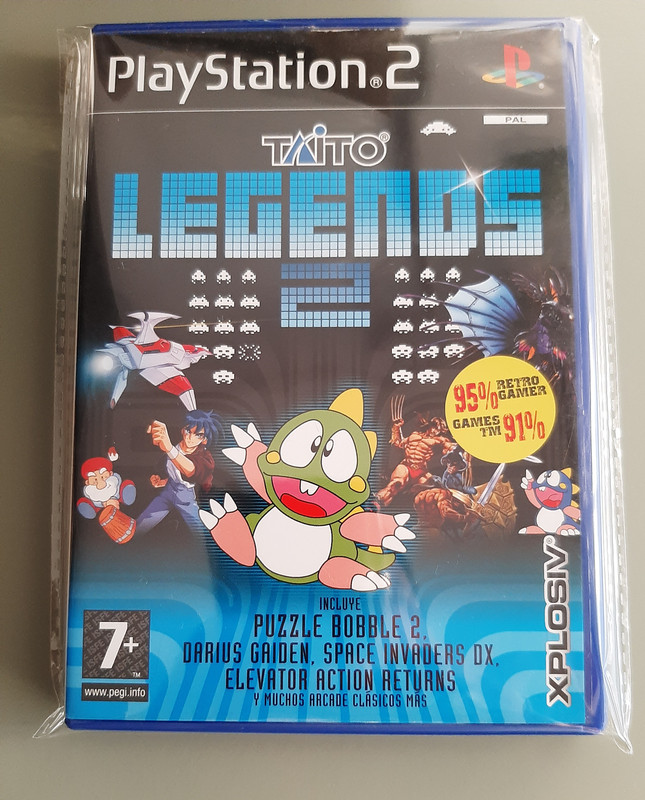 PlayStation®2
PAL
TAITO®
LEGENDS
2
95% RETRO GAMER
GAMES TM 91%
INCLUYE
PUZZLE BOBBLE 2,
DARIUS GAIDEN, SPACE INVADERS DX,
ELEVATOR ACTION RETURNS
Y MUCHOS ARCADE CLÁSICOS MÁS
7+
TM
www.pegi.info
XPLOSIV®